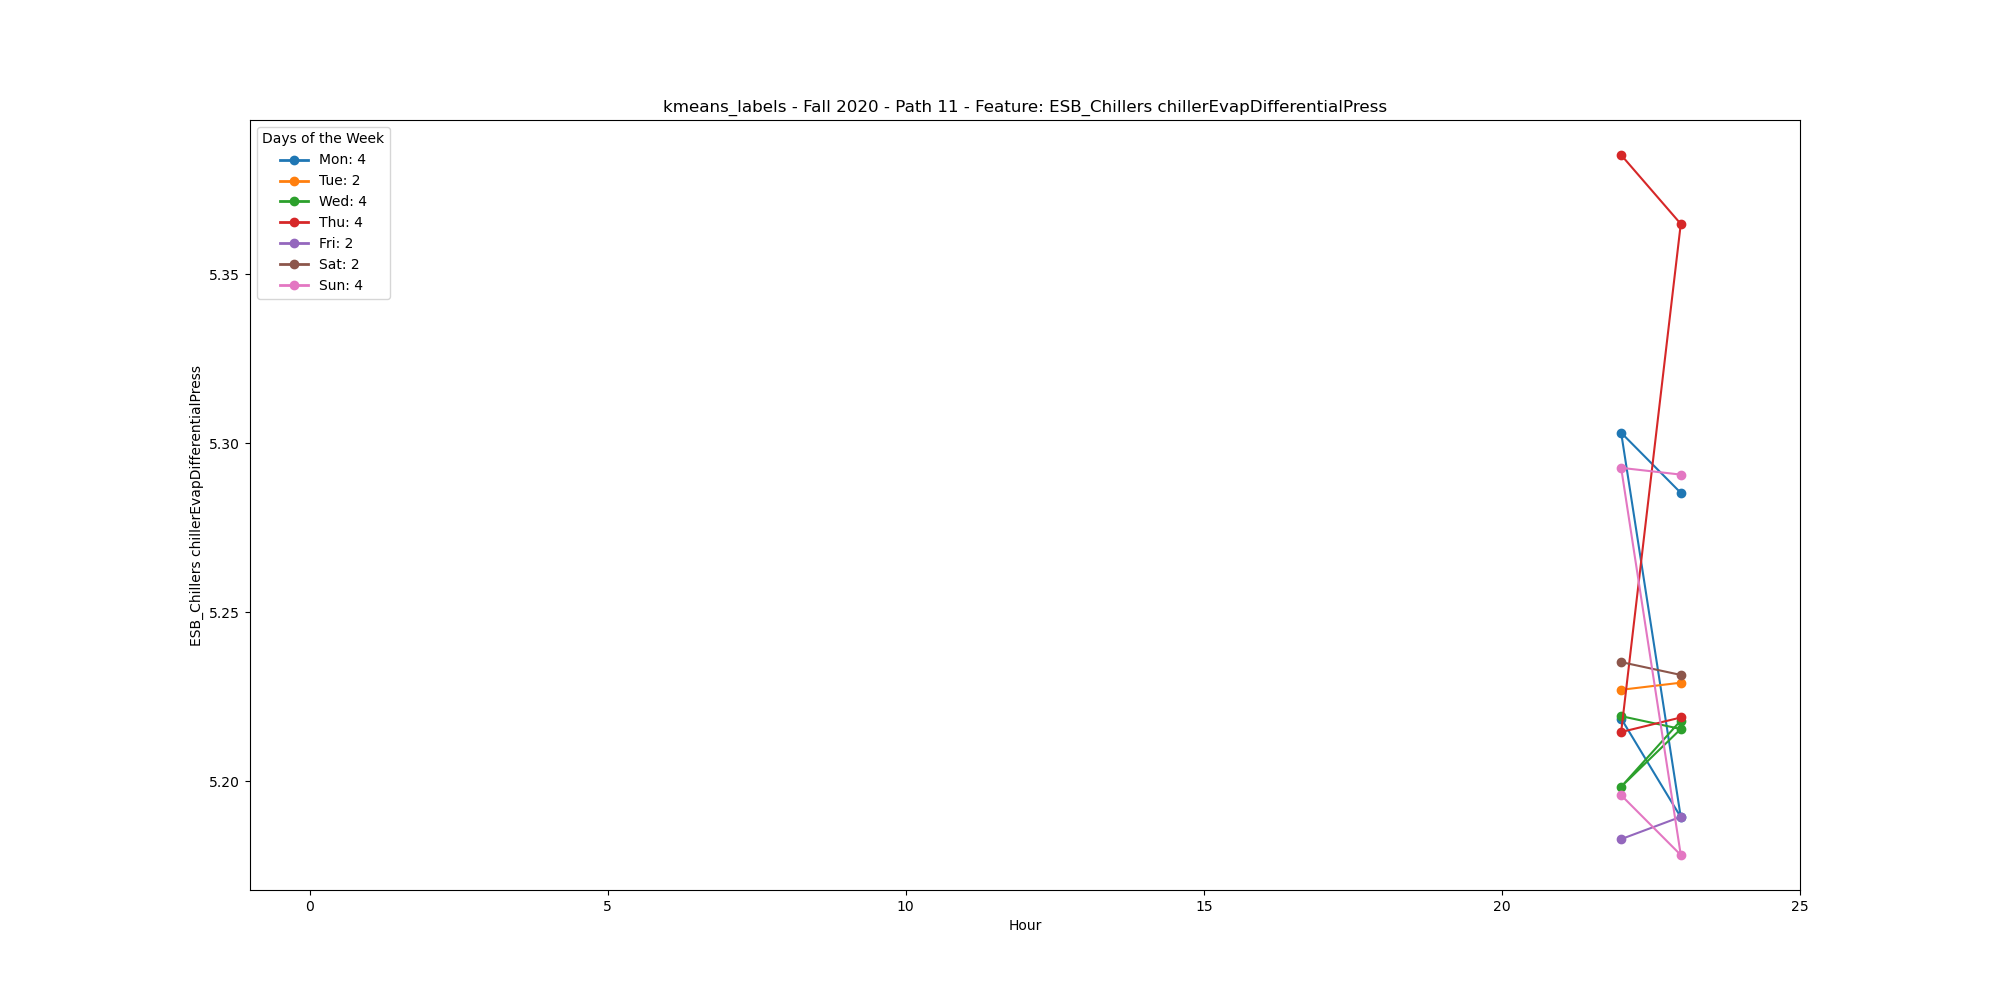 kmeans_labels - Fall 2020 - Path 11 - Feature: ESB_Chillers chillerEvapDifferentialPress
Days of the Week
Mon: 4
Tue: 2
Wed: 4
Thu: 4
Fri: 2
Sat: 2
Sun: 4
ESB_Chillers chillerEvapDifferentialPress
5.35
5.30
5.25
5.20
0 5 10 15 20 25
Hour